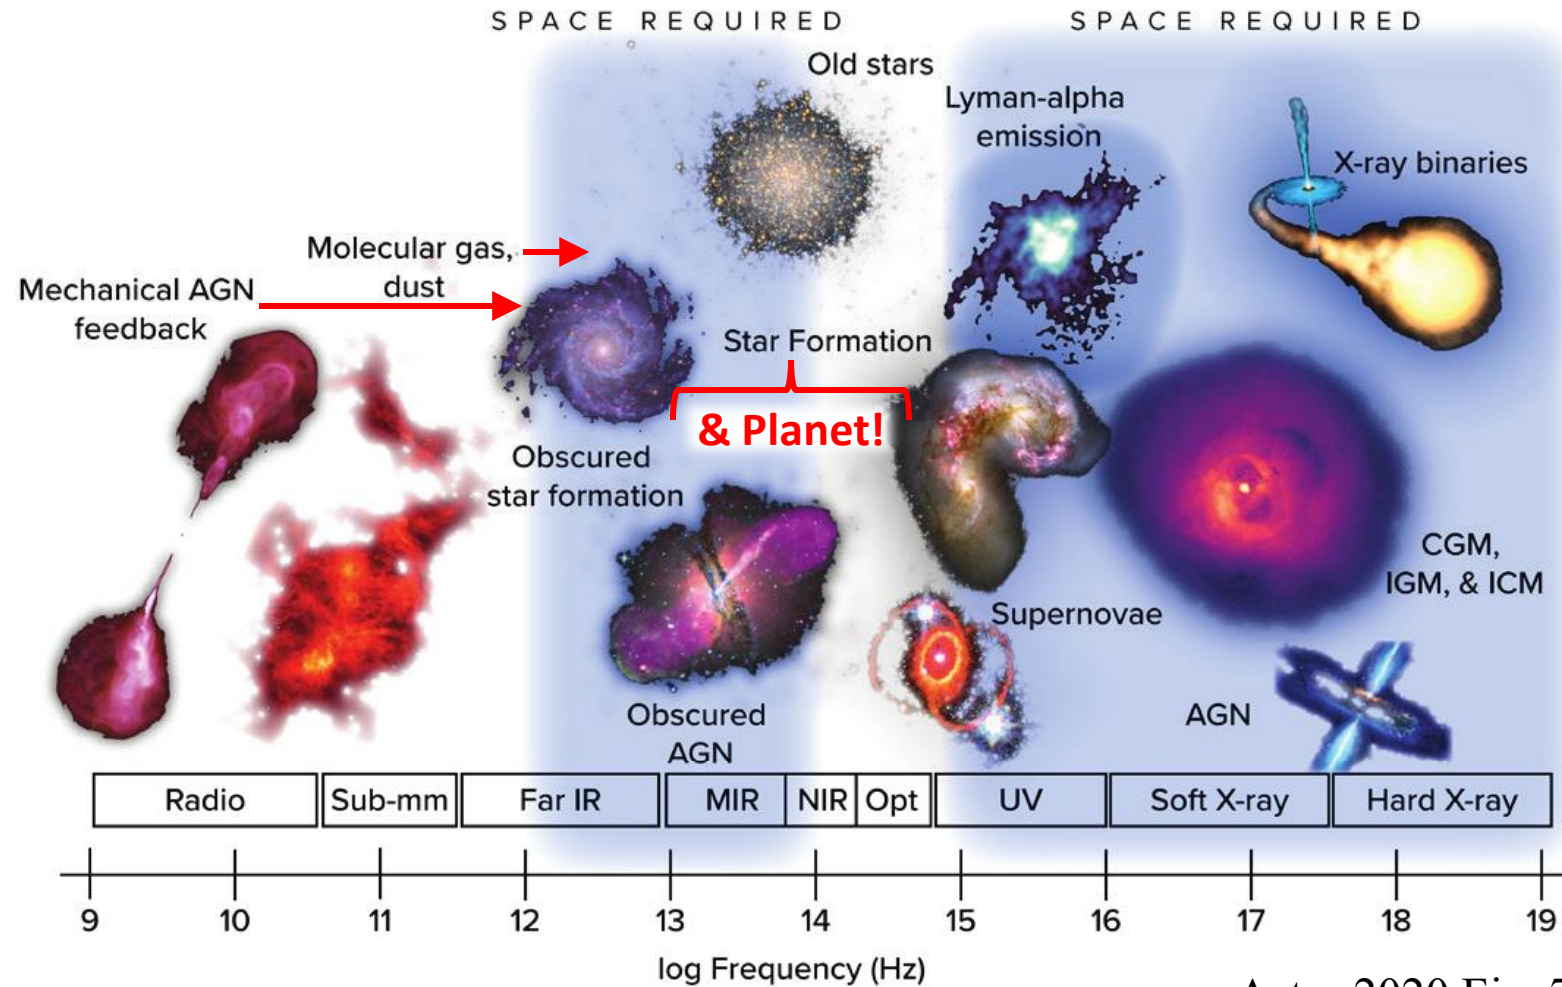 SPACE REQUIRED
SPACE REQUIRED
Old stars
Lyman-alpha
emission
X-ray binaries
Molecular gas,
dust
Mechanical AGN
feedback
Star Formation
& Planet!
Obscured
star formation
CGM,
IGM, & ICM
Supernovae
Obscured
AGN
AGN
Radio
Sub-mm
Far IR
MIR
NIR
Opt
UV
Soft X-ray
Hard X-ray
9 10 11 12 13 14 15 16 17 18 19
log Frequency (Hz)
2020